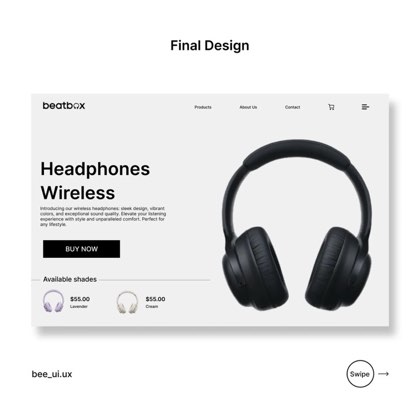 Final Design
beatbox
Products About Us Contact
Headphones
Wireless
Introducing our wireless headphones: sleek design, vibrant
colors, and exceptional sound quality. Elevate your listening
experience with style and unparalleled comfort. Perfect for
any lifestyle.
BUY NOW
Available shades
$55.00
Lavender
$55.00
Cream
bee_ui.ux
Swipe